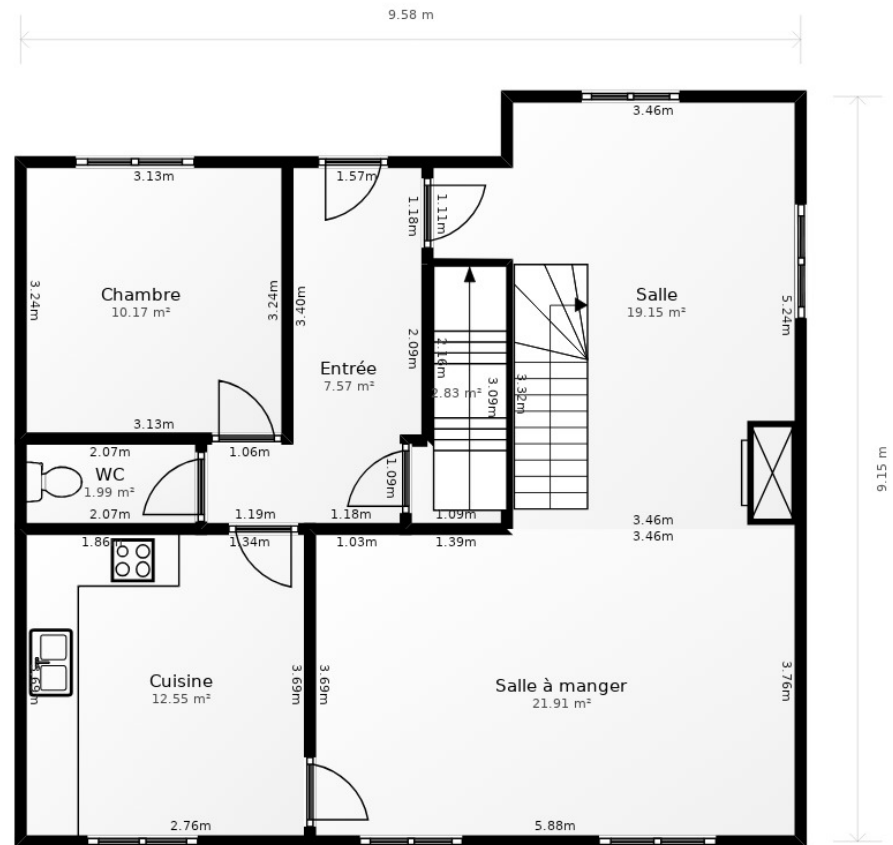 9.58 m
3.46m
3.13m
1.57m
1.18m
1.11m
3.24m
Chambre
10.17 m²
3.24m
3.40m
Entrée
7.57 m²
2.09m
2.16m
2.83 m²
3.09m
3.32m
Salle
19.15 m²
5.24m
9.15 m
3.13m
2.07m
WC
1.99 m²
2.07m
1.06m
1.09m
1.19m
1.18m
1.09m
3.46m
3.46m
1.86m
1.34m
1.03m
1.39m
3.69m
Cuisine
12.55 m²
3.69m
3.69m
Salle à manger
21.91 m²
3.76m
2.76m
5.88m